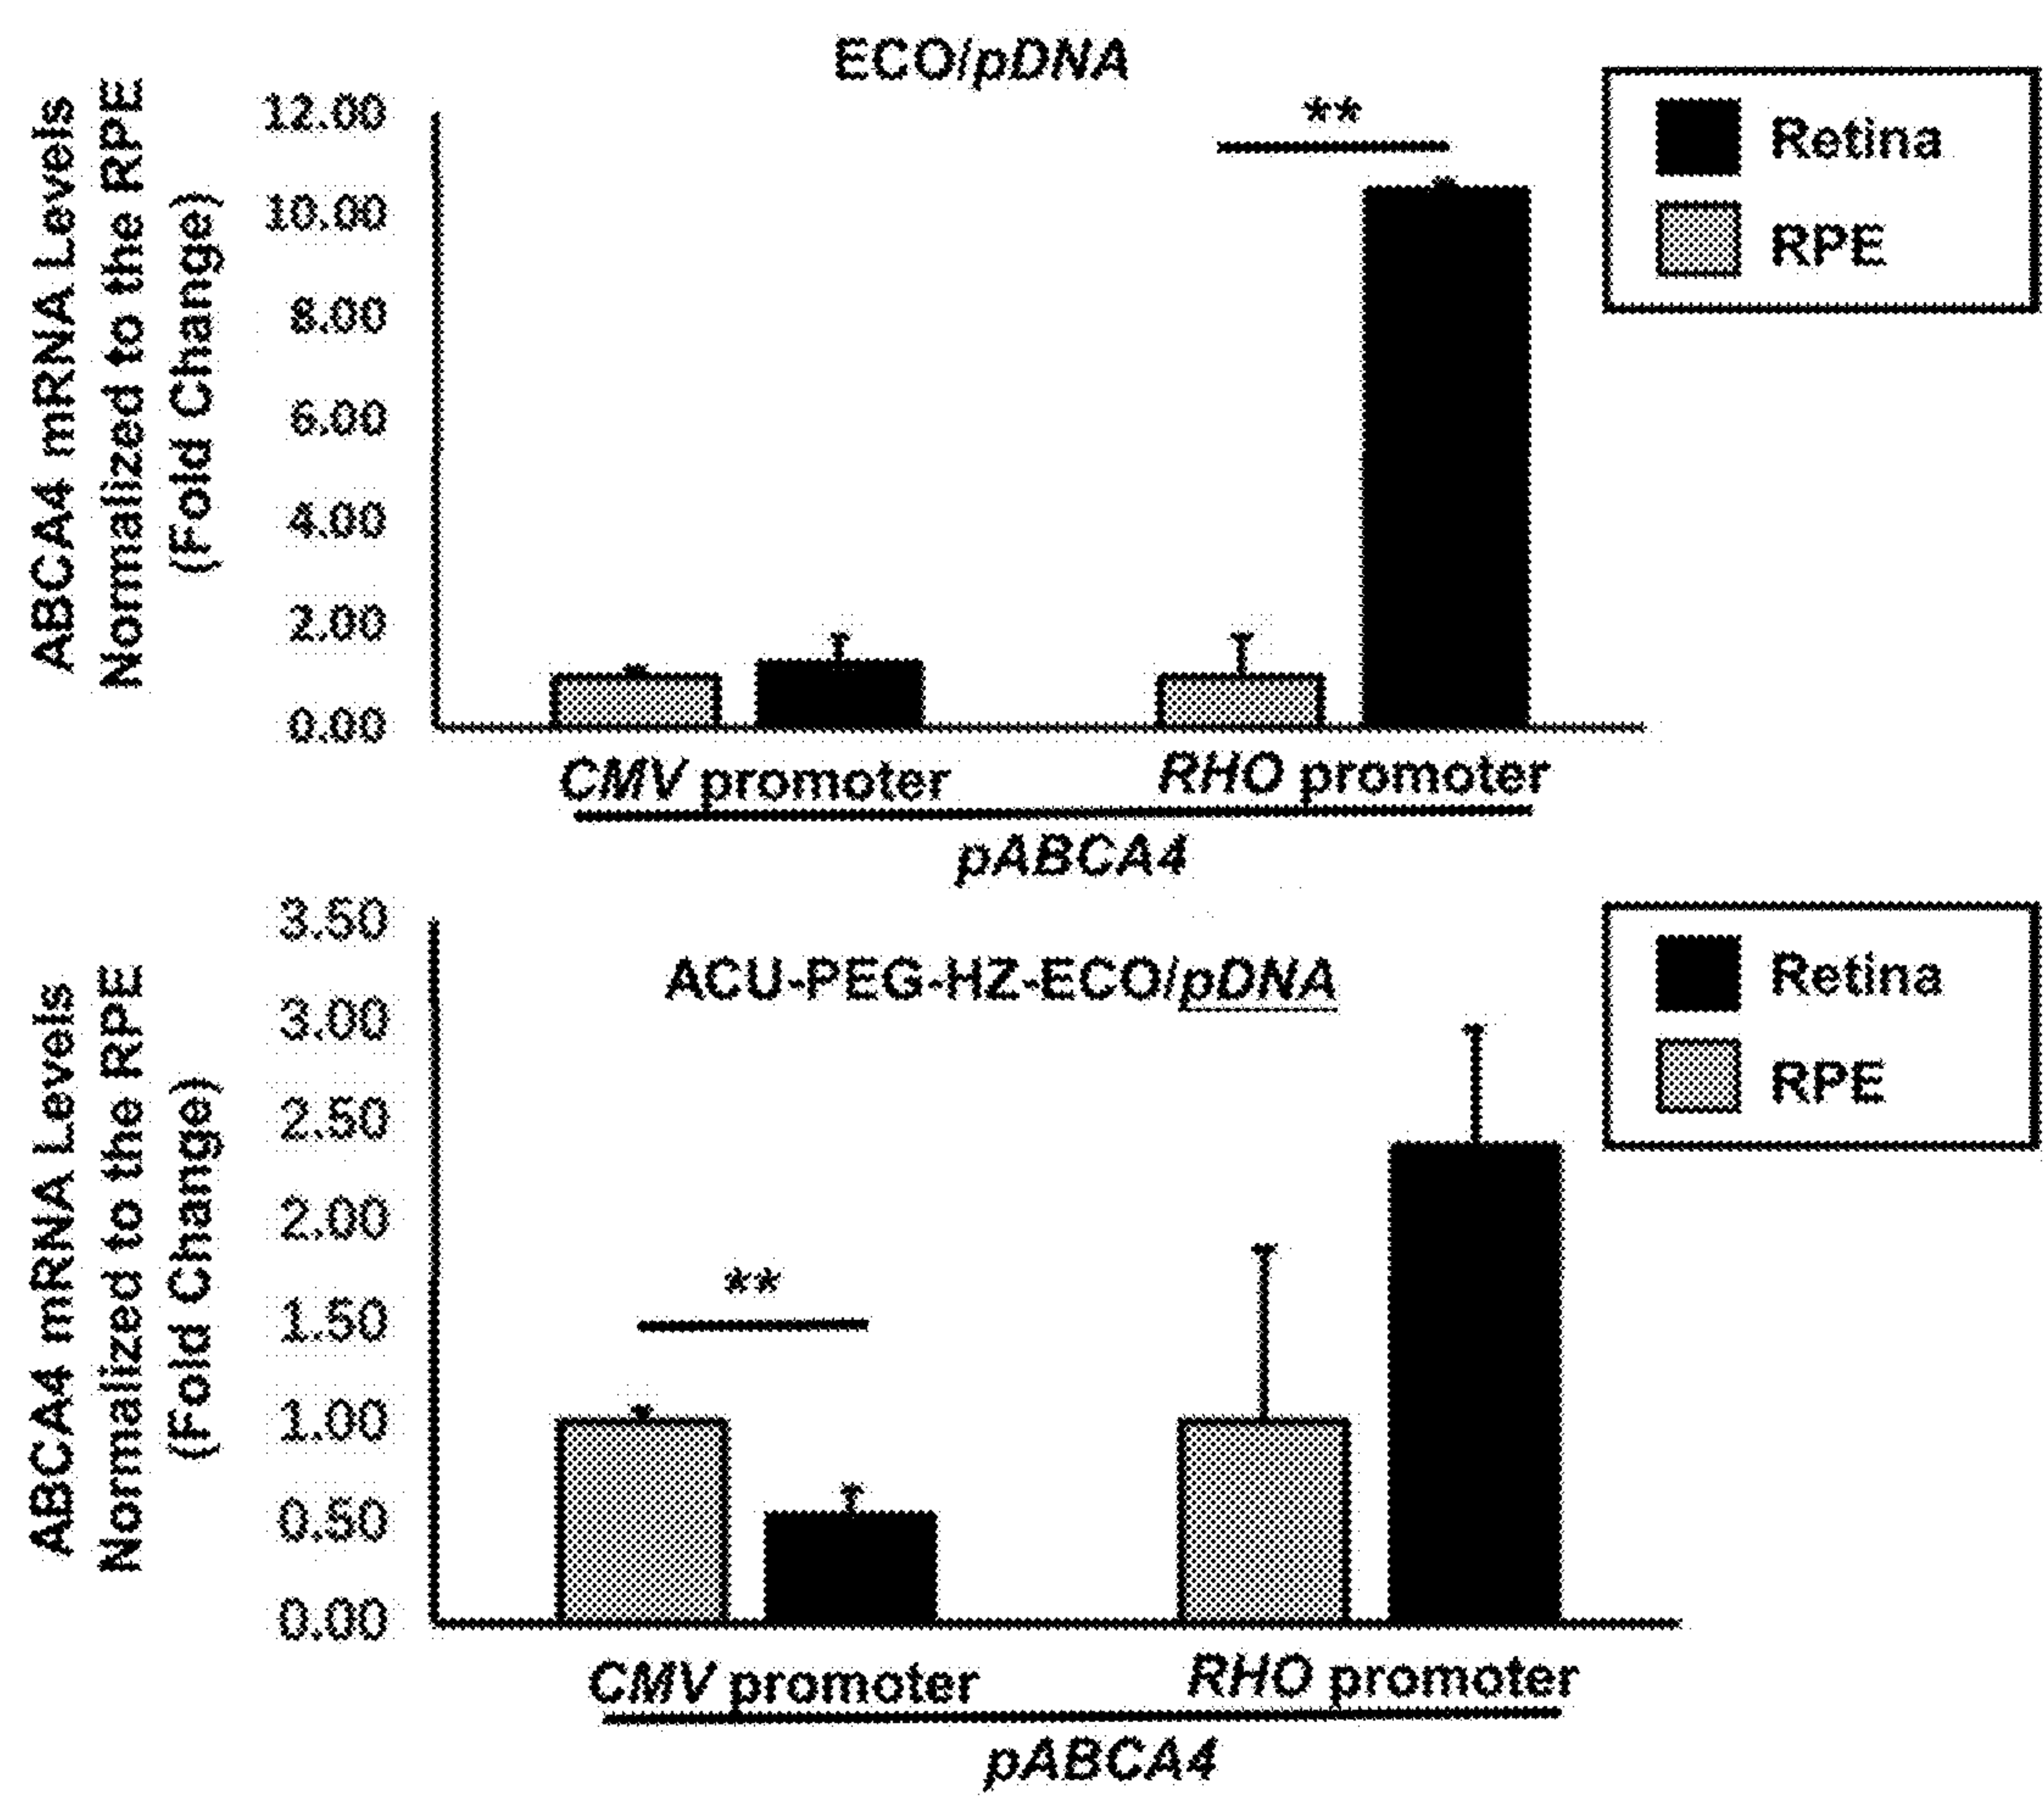 ECO/pDNA
ABCA4 mRNA Levels
Normalized to the RPE
(Fold Change)
12.00
10.00
8.00
6.00
4.00
2.00
0.00
**
Retina
RPE
CMV promoter
RHO promoter
pABCA4
ACU-PEG-HZ-ECO/pDNA
ABCA4 mRNA Levels
Normalized to the RPE
(Fold Change)
3.50
3.00
2.50
2.00
1.50
1.00
0.50
0.00
**
Retina
RPE
CMV promoter
RHO promoter
pABCA4